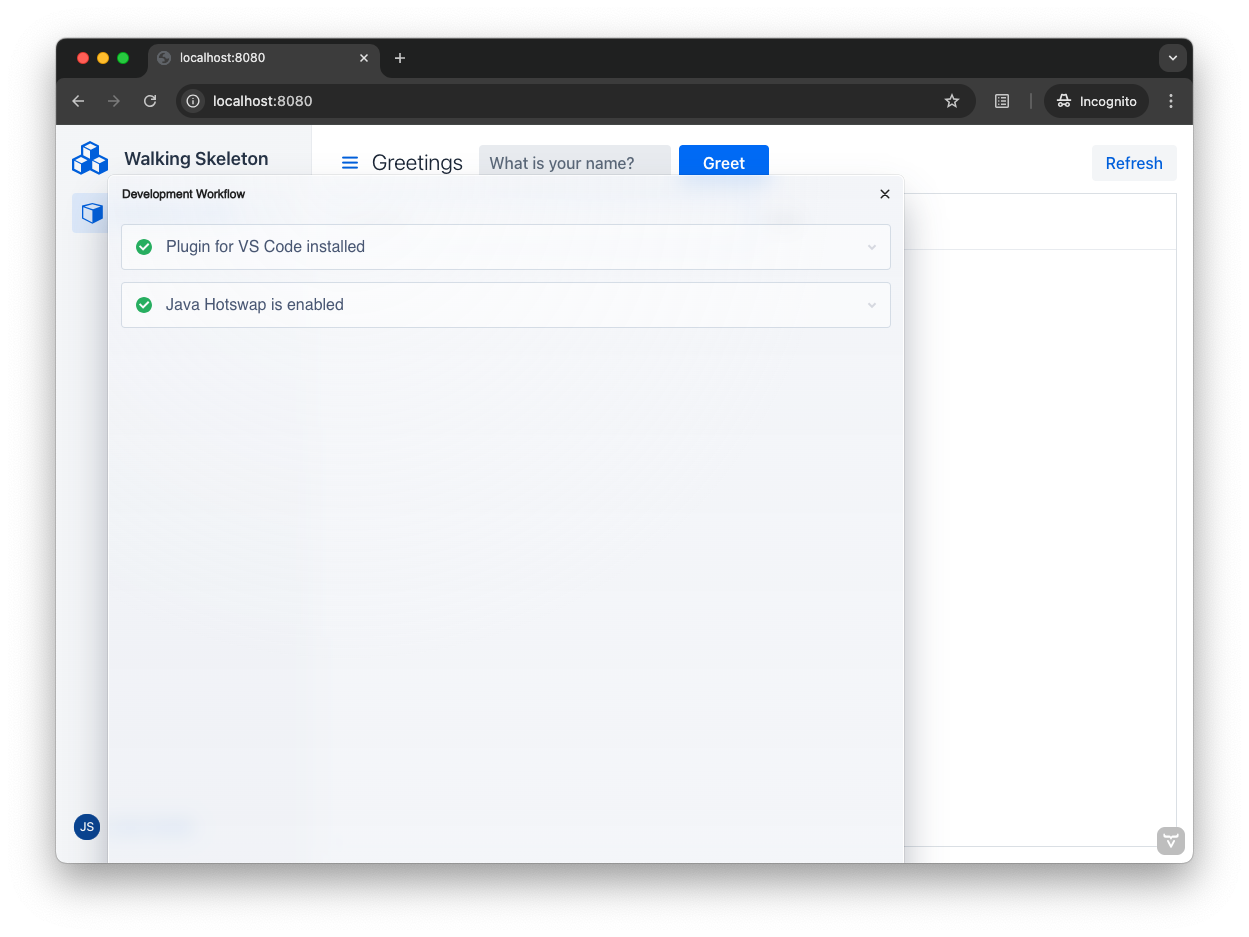 localhost:8080
localhost:8080
Incognito
Walking Skeleton
Greetings
What is your name?
Greet
Refresh
Development Workflow
Plugin for VS Code installed
Java Hotswap is enabled
JS